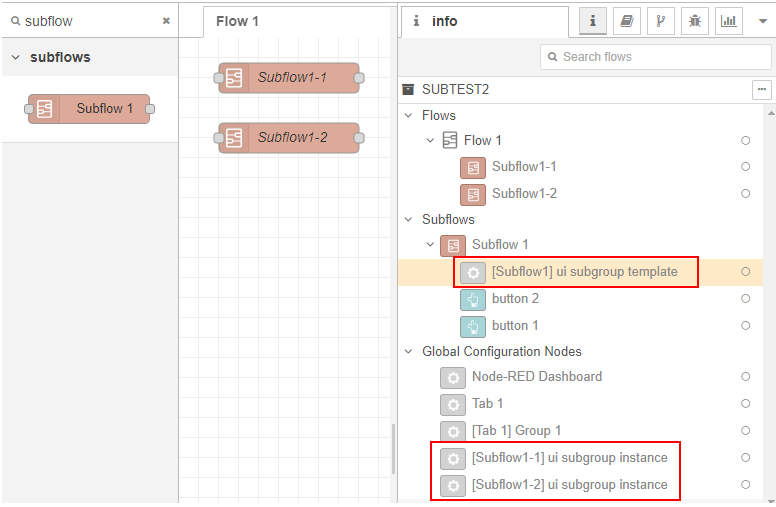 subflow
subflows
Subflow 1
Flow 1
Subflow1-1
Subflow1-2
info
Search flows
SUBTEST2
Flows
Flow 1
Subflow1-1
Subflow1-2
Subflows
Subflow 1
[Subflow1] ui subgroup template
button 2
button 1
Global Configuration Nodes
Node-RED Dashboard
Tab 1
[Tab 1] Group 1
[Subflow1-1] ui subgroup instance
[Subflow1-2] ui subgroup instance